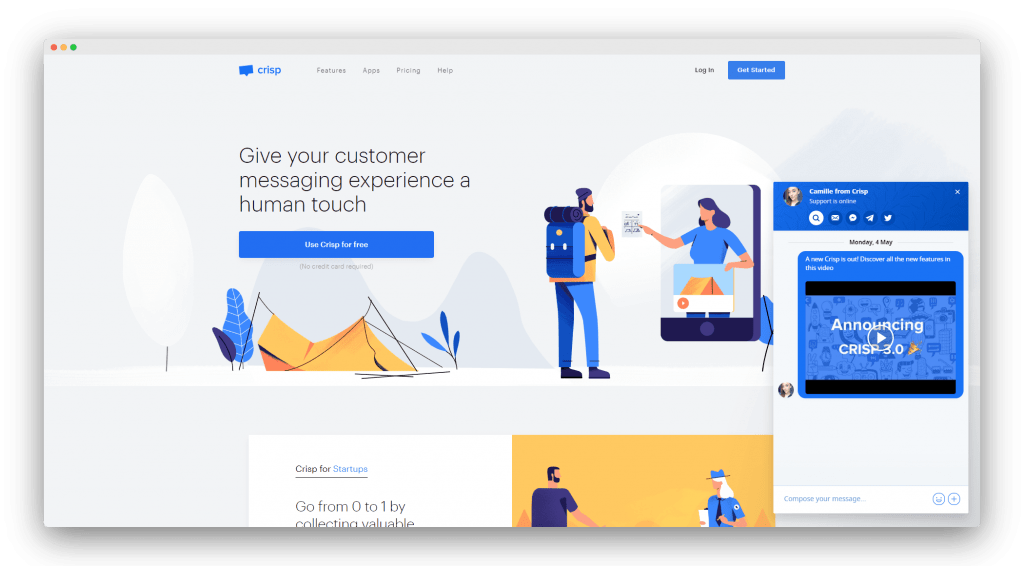 crisp
Features
Apps
Pricing
Help
Log In
Get Started
Give your customer
messaging experience a
human touch
Use Crisp for free
(No credit card required)
Camille from Crisp
Support is online
Monday, 4 May
A new Crisp is out! Discover all the new features in
this video
Announcing
CRISP 3.0
Compose your message...
Crisp for Startups
Go from 0 to 1 by
collecting valuable